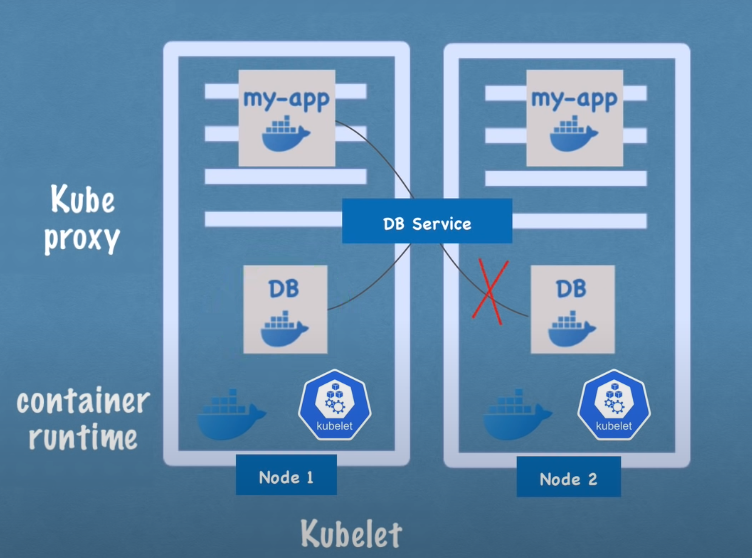 my-app
my-app
Kube
proxy
DB Service
DB
DB
container
runtime
kubelet
kubelet
Node 1
Node 2
Kubelet